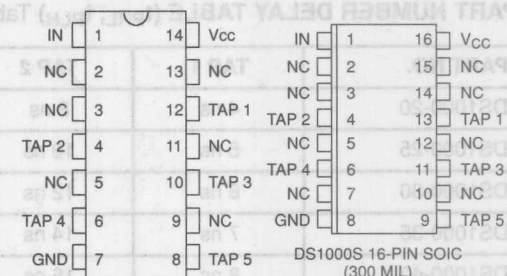 IN 1 14 Vcc
NC 2 13 NC
NC 3 12 TAP 1
TAP 2 4 11 NC
NC 5 10 TAP 3
TAP 4 6 9 NC
GND 7 8 TAP 5
IN 1 16 VCC
NC 2 15 NC
NC 3 14 NC
TAP 2 4 13 TAP 1
NC 5 12 NC
TAP 4 6 11 TAP 3
NC 7 10 NC
GND 8 9 TAP 5
DS1000S 16-PIN SOIC
(300 MIL)